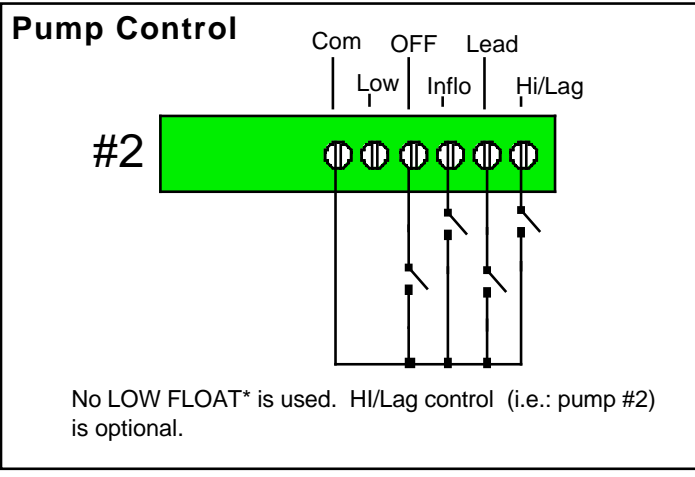 Pump Control
Com OFF Lead
Low Inflo Hi/Lag
#2
No LOW FLOAT* is used. HI/Lag control (i.e.: pump #2)
is optional.